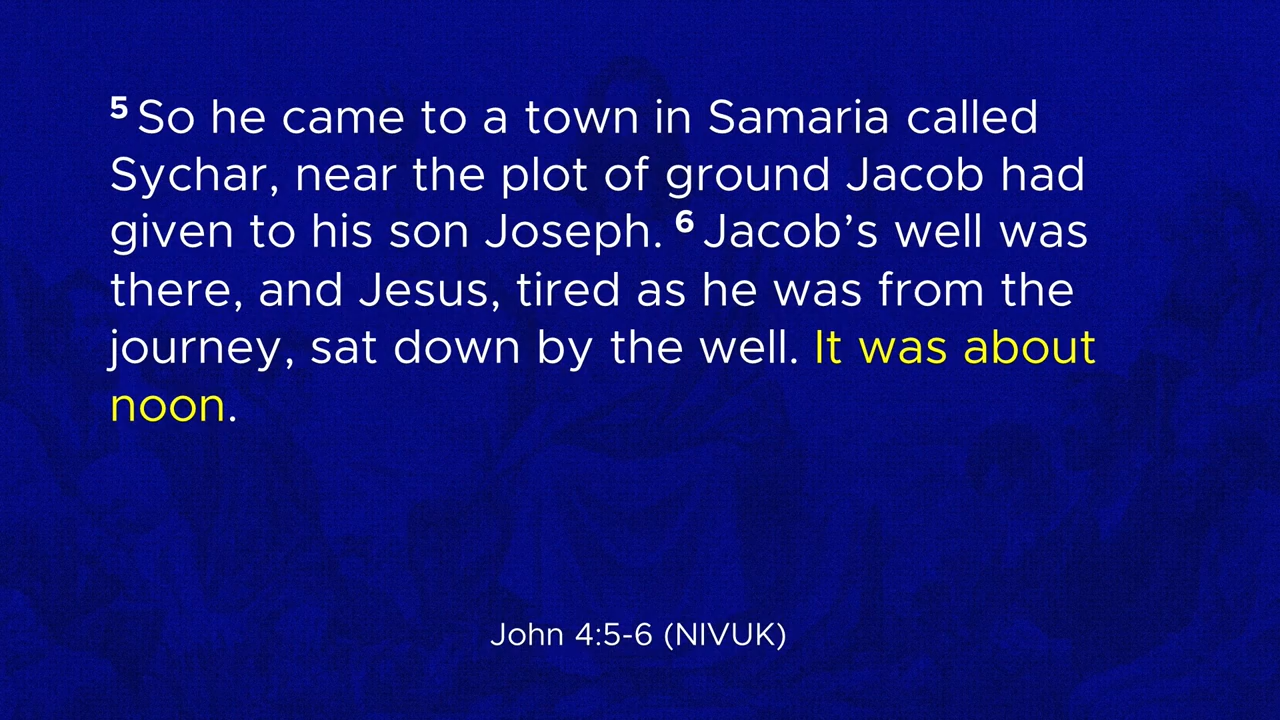 5 So he came to a town in Samaria called
Sychar, near the plot of ground Jacob had
given to his son Joseph. 6 Jacob’s well was
there, and Jesus, tired as he was from the
journey, sat down by the well. It was about
noon.
John 4:5-6 (NIVUK)